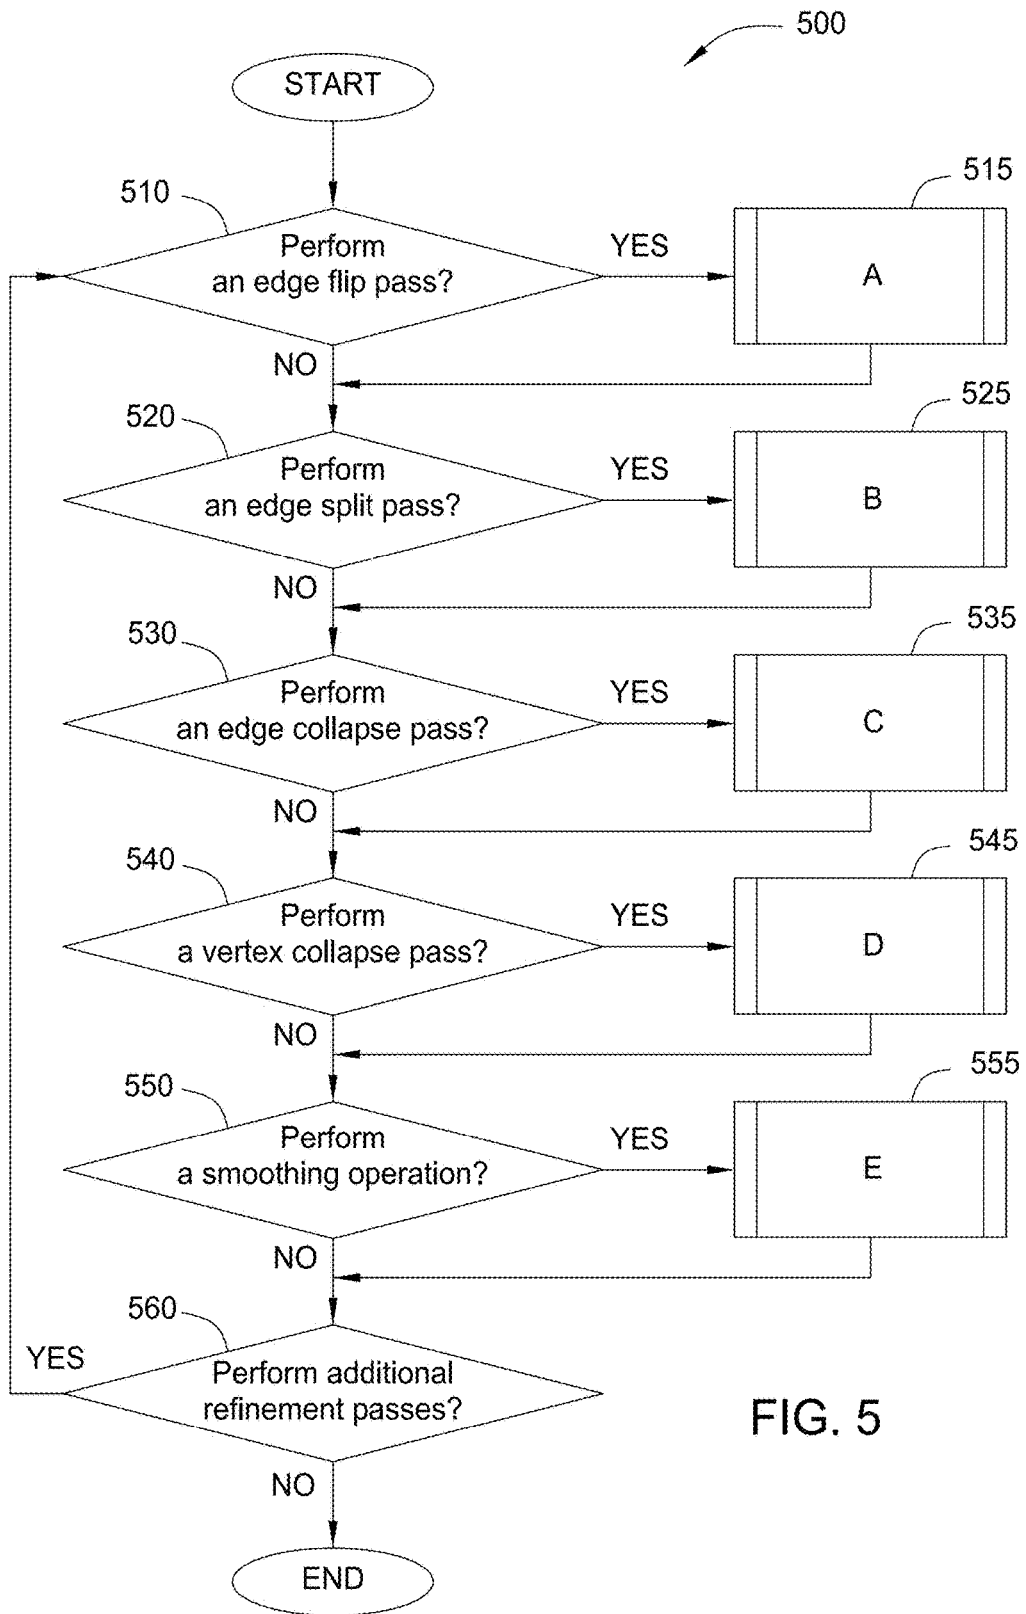 500
START
510
515
Perform
an edge flip pass?
YES
A
NO
520
525
Perform
an edge split pass?
YES
B
NO
530
535
Perform
an edge collapse pass?
YES
C
NO
540
545
Perform
a vertex collapse pass?
YES
D
NO
550
555
Perform
a smoothing operation?
YES
E
NO
560
YES
Perform additional
refinement passes?
FIG. 5
NO
END